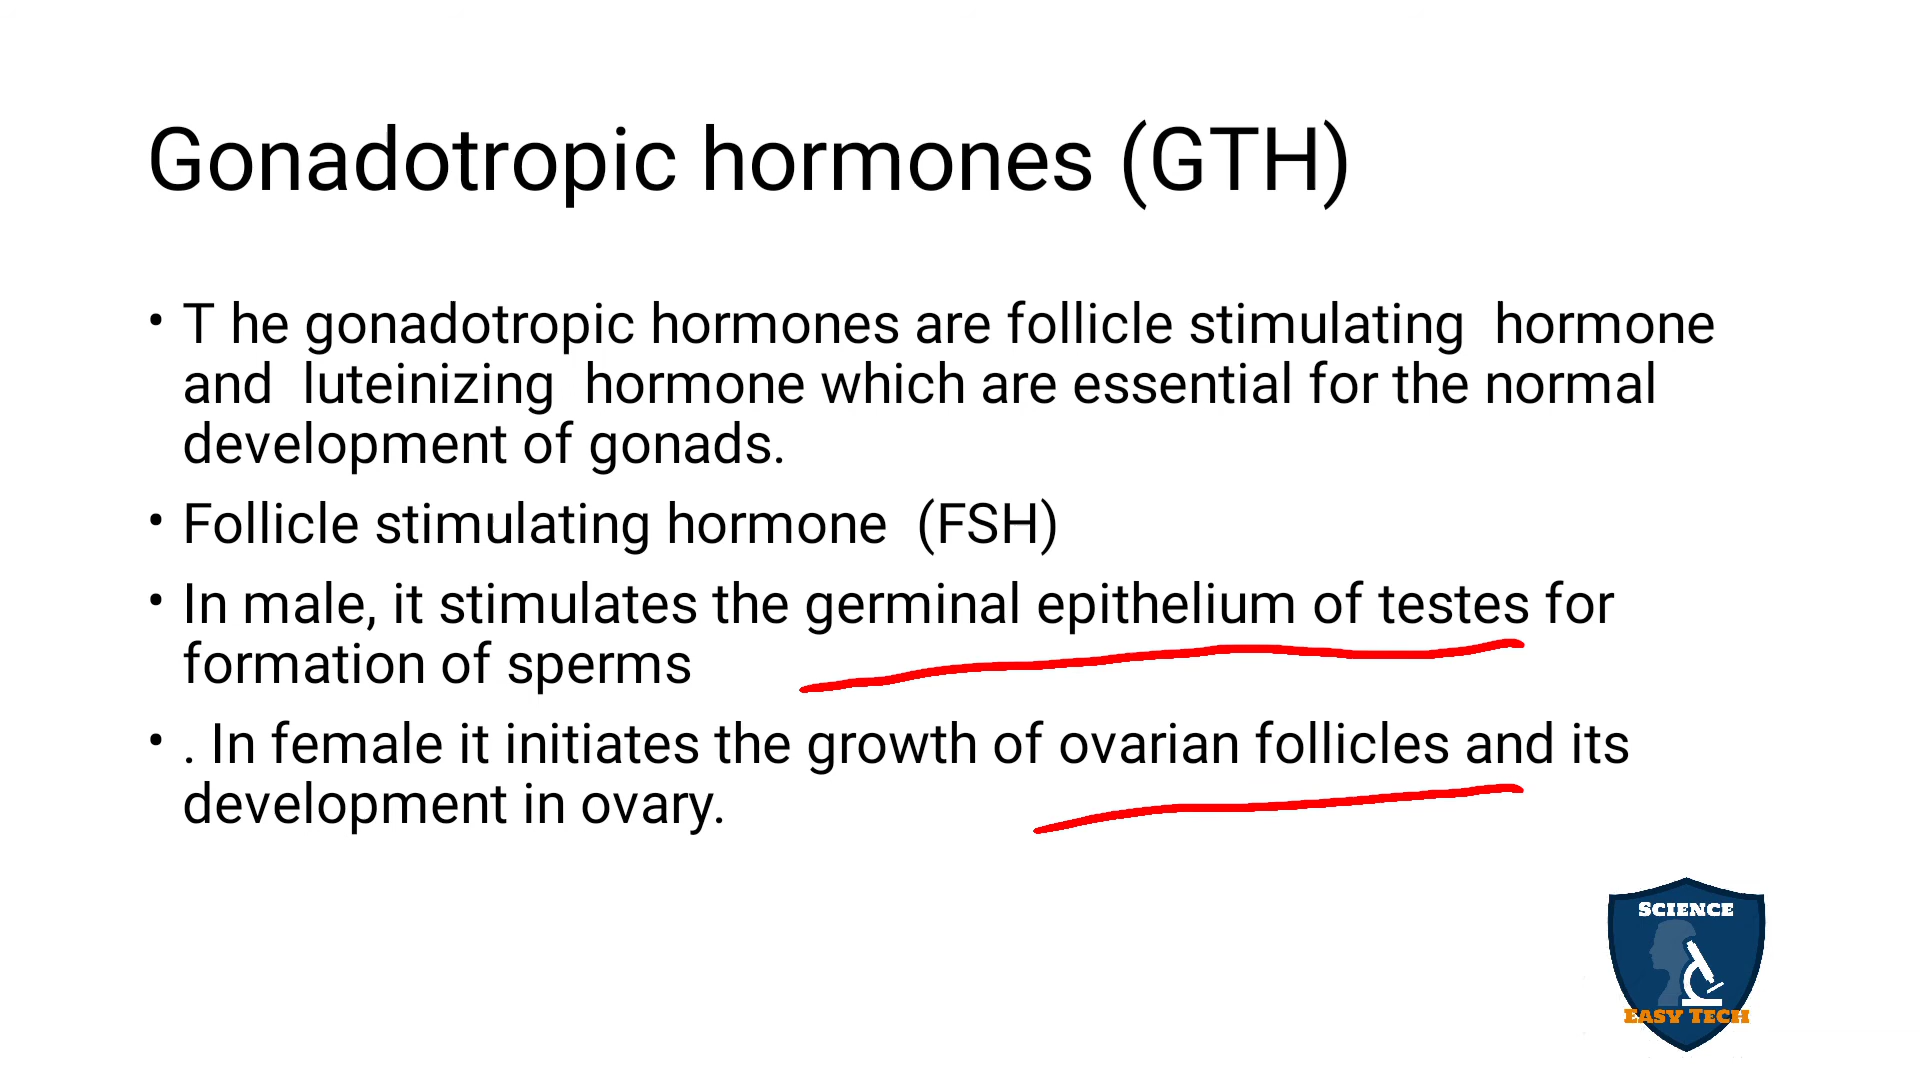 Gonadotropic hormones (GTH)
• T he gonadotropic hormones are follicle stimulating  hormone
and  luteinizing  hormone which are essential for the normal
development of gonads.
• Follicle stimulating hormone  (FSH)
• In male, it stimulates the germinal epithelium of testes for
formation of sperms
• . In female it initiates the growth of ovarian follicles and its
development in ovary.
SCIENCE
EASY TECH